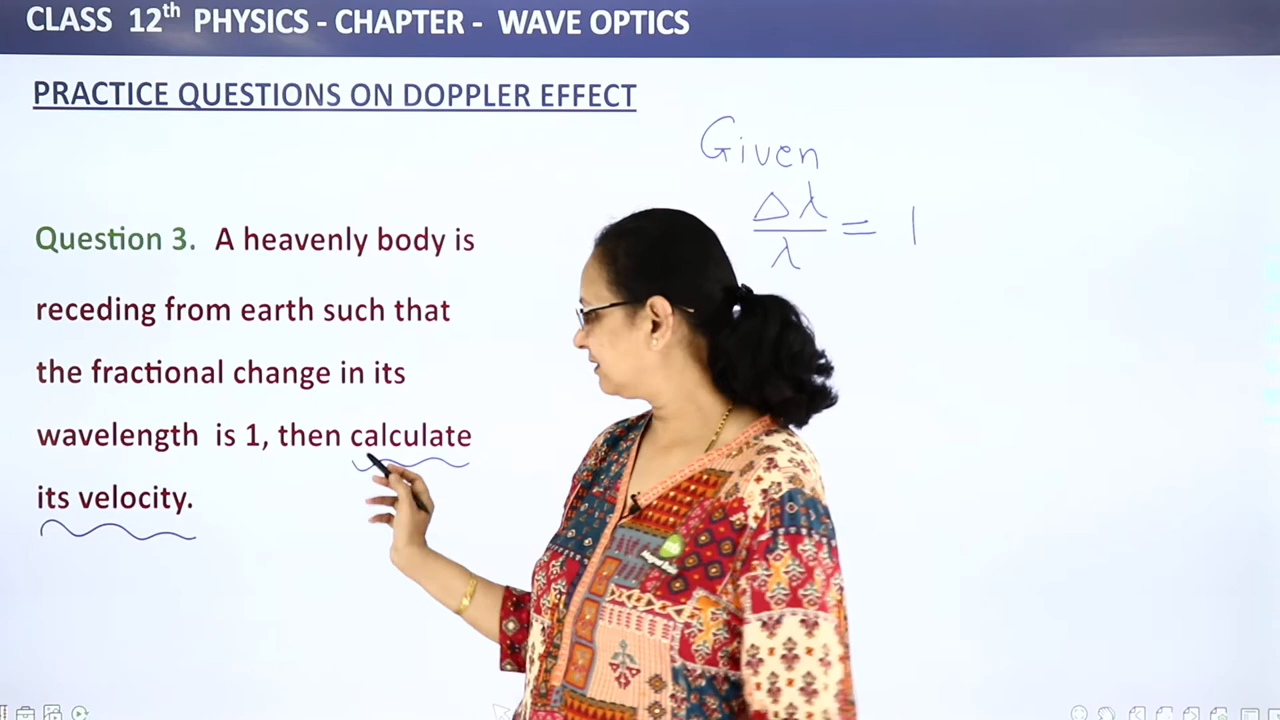 CLASS 12th PHYSICS - CHAPTER - WAVE OPTICS
PRACTICE QUESTIONS ON DOPPLER EFFECT
Given
Δλ/λ = 1
Question 3. A heavenly body is
receding from earth such that
the fractional change in its
wavelength is 1, then calculate
its velocity.